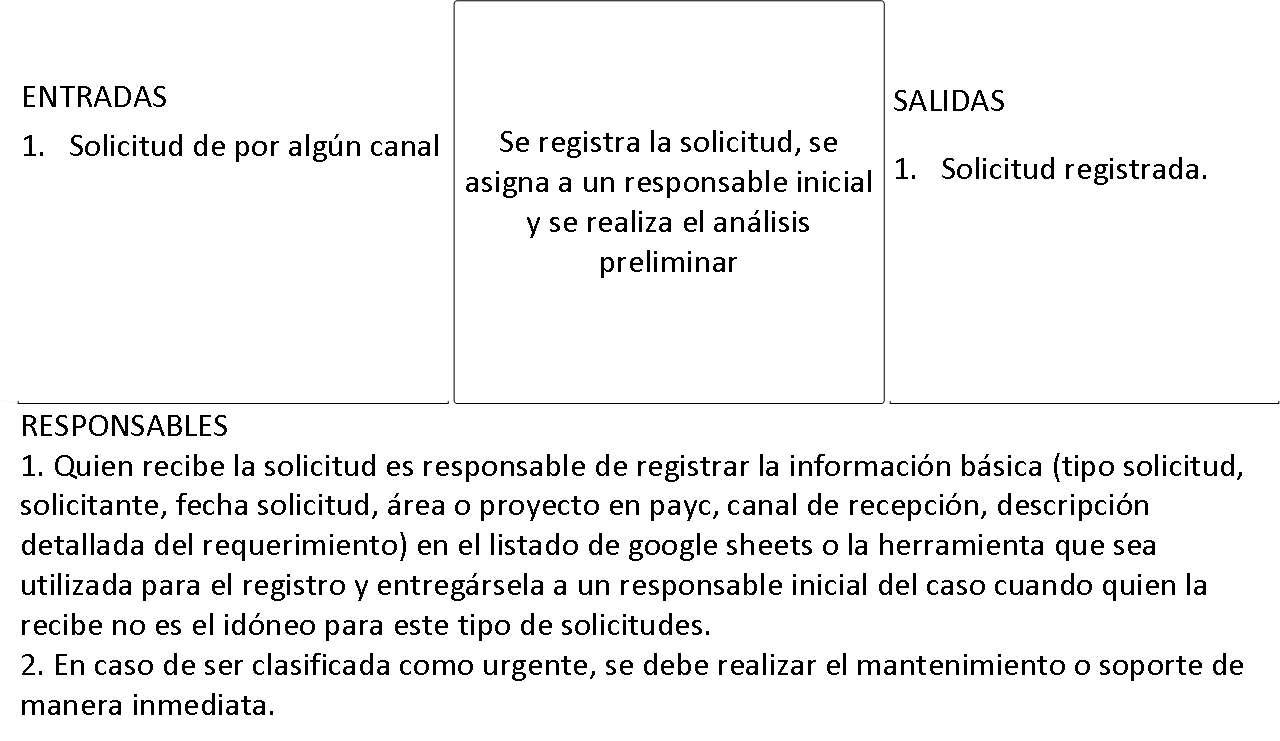 ENTRADAS
1. Solicitud de por algún canal
Se registra la solicitud, se
asigna a un responsable inicial
y se realiza el análisis
preliminar
SALIDAS
1. Solicitud registrada.
RESPONSABLES
1. Quien recibe la solicitud es responsable de registrar la información básica (tipo solicitud,
solicitante, fecha solicitud, área o proyecto en payc, canal de recepción, descripción
detallada del requerimiento) en el listado de google sheets o la herramienta que sea
utilizada para el registro y entregársela a un responsable inicial del caso cuando quien la
recibe no es el idóneo para este tipo de solicitudes.
2. En caso de ser clasificada como urgente, se debe realizar el mantenimiento o soporte de
manera inmediata.